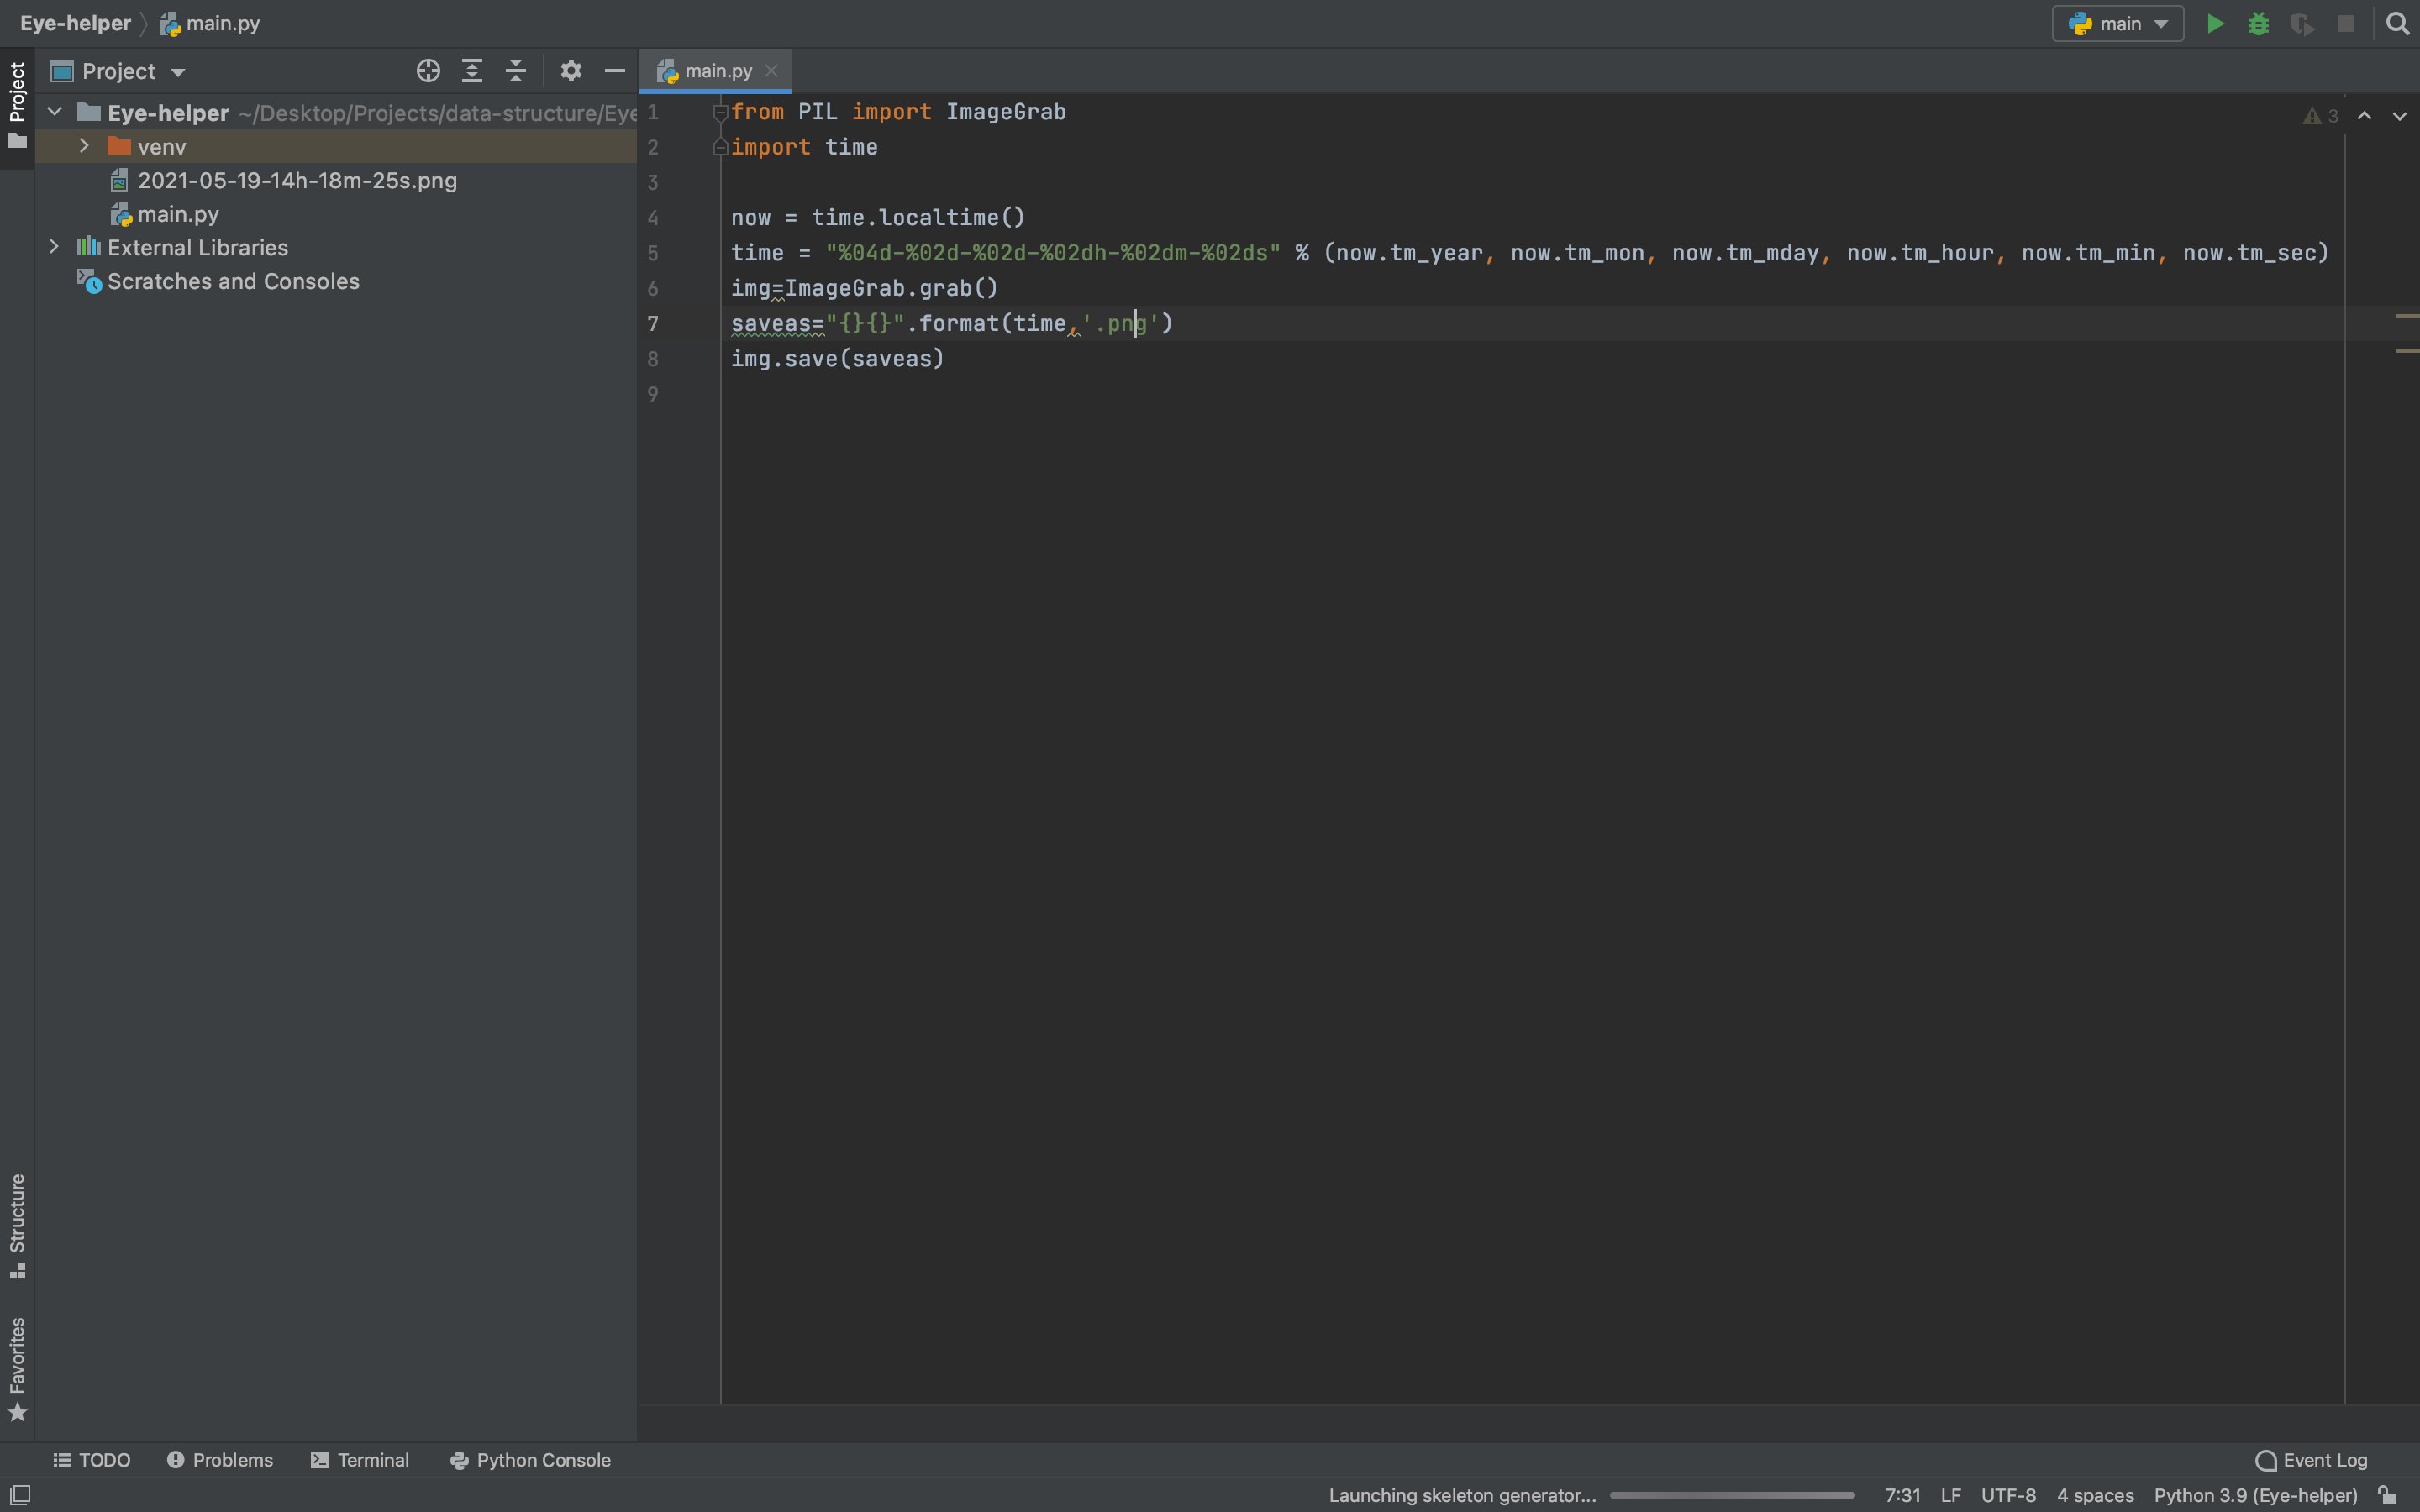 Eye-helper main.py
main
Project
main.py
Project
Eye-helper ~/Desktop/Projects/data-structure/Eye
venv
2021-05-19-14h-18m-25s.png
main.py
External Libraries
Scratches and Consoles
1 from PIL import ImageGrab
2 import time
3
4 now = time.localtime()
5 time = "%04d-%02d-%02d-%02dh-%02dm-%02ds" % (now.tm_year, now.tm_mon, now.tm_mday, now.tm_hour, now.tm_min, now.tm_sec)
6 img=ImageGrab.grab()
7 saveas="{}{}".format(time,'.png')
8 img.save(saveas)
9
3
Structure
Favorites
TODO Problems Terminal Python Console Event Log
Launching skeleton generator... 7:31 LF UTF-8 4 spaces Python 3.9 (Eye-helper)